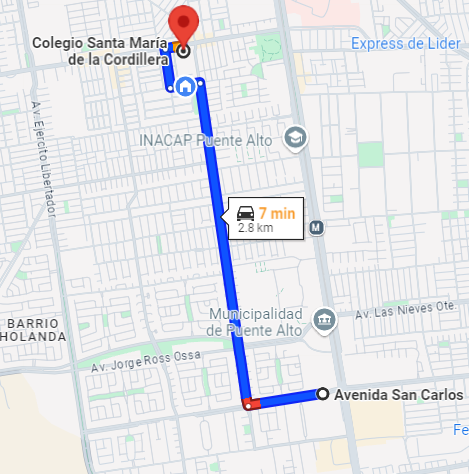 Colegio Santa María
de la Cordillera
Express de Lider
Av. Ejército Libertador
INACAP Puente Alto
7 min
2.8 km
M
Municipalidad
de Puente Alto
Av. Las Nieves Ote.
BARRIO
HOLANDA
Av. Jorge Ross Ossa
Avenida San Carlos
Fe